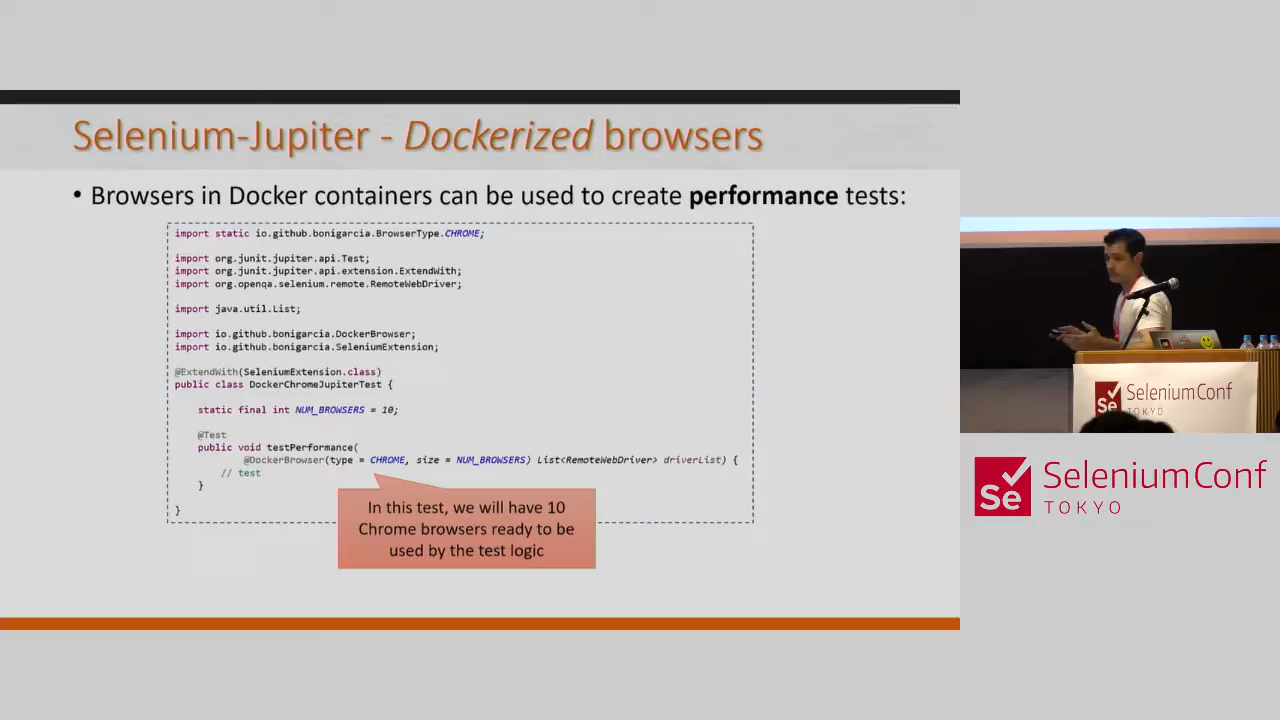 Selenium-Jupiter - Dockerized browsers
• Browsers in Docker containers can be used to create performance tests:
import static io.github.bonigarcia.BrowserType.CHROME;
import org.junit.jupiter.api.Test;
import org.junit.jupiter.api.extension.ExtendWith;
import org.openqa.selenium.remote.RemoteWebDriver;
import java.util.List;
import io.github.bonigarcia.DockerBrowser;
import io.github.bonigarcia.SeleniumExtension;
@ExtendWith(SeleniumExtension.class)
public class DockerChromeJupiterTest {
static final int NUM_BROWSERS = 10;
@Test
public void testPerformance(
@DockerBrowser(type = CHROME, size = NUM_BROWSERS) List<RemoteWebDriver> driverList) {
// test
}
}
In this test, we will have 10
Chrome browsers ready to be
used by the test logic
Se SeleniumConf
TOKYO
Se SeleniumConf
TOKYO